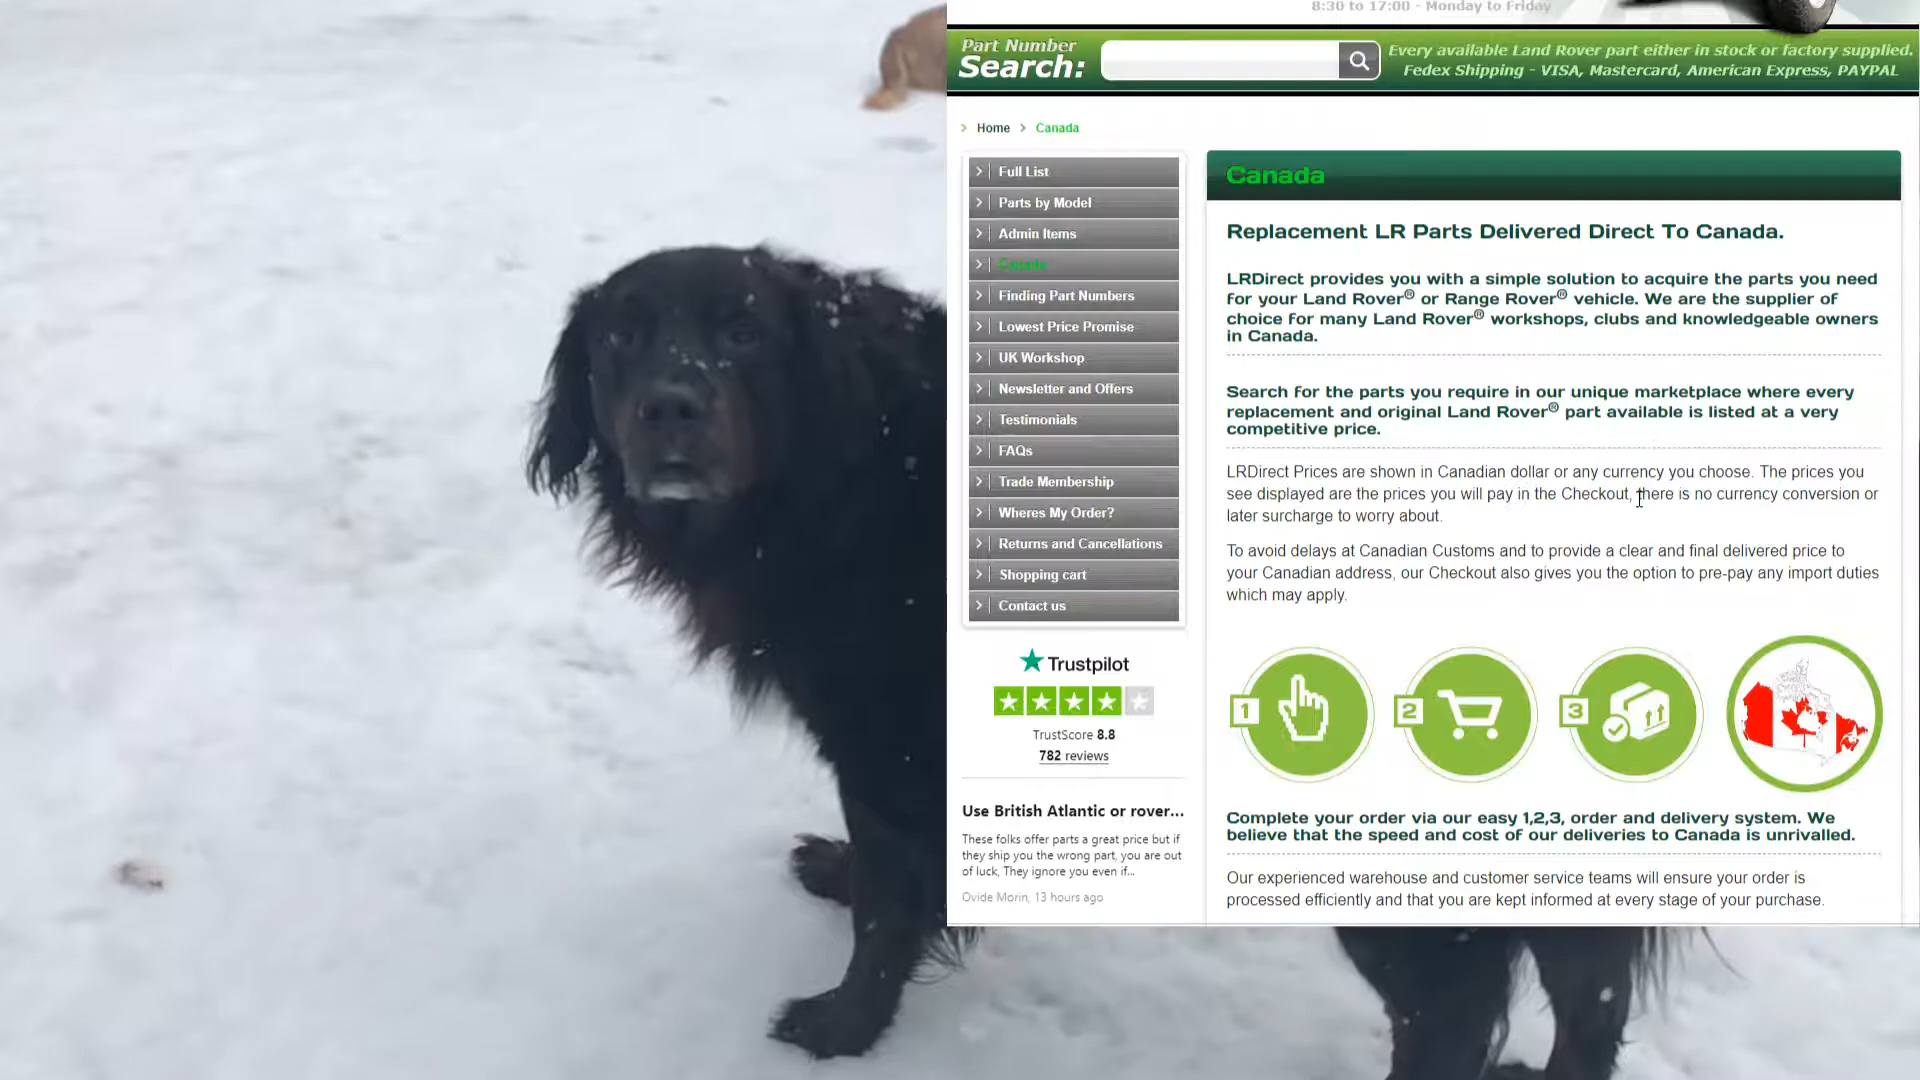 8:30 to 17:00 - Monday to Friday
Part Number
Search:
Every available Land Rover part either in stock or factory supplied.
Fedex Shipping - VISA, Mastercard, American Express, PAYPAL
Home
Canada
Full List
Parts by Model
Admin Items
Canada
Finding Part Numbers
Lowest Price Promise
UK Workshop
Newsletter and Offers
Testimonials
FAQs
Trade Membership
Wheres My Order?
Returns and Cancellations
Shopping cart
Contact us
Trustpilot
TrustScore 8.8
782 reviews
Use British Atlantic or rover...
These folks offer parts a great price but if
they ship you the wrong part, you are out
of luck, They ignore you even if...
Ovide Morin, 13 hours ago
Canada
Replacement LR Parts Delivered Direct To Canada.
LRDirect provides you with a simple solution to acquire the parts you need
for your Land Rover® or Range Rover® vehicle. We are the supplier of
choice for many Land Rover® workshops, clubs and knowledgeable owners
in Canada.
Search for the parts you require in our unique marketplace where every
replacement and original Land Rover® part available is listed at a very
competitive price.
LRDirect Prices are shown in Canadian dollar or any currency you choose. The prices you
see displayed are the prices you will pay in the Checkout, there is no currency conversion or
later surcharge to worry about.
To avoid delays at Canadian Customs and to provide a clear and final delivered price to
your Canadian address, our Checkout also gives you the option to pre-pay any import duties
which may apply.
1
2
3
Complete your order via our easy 1,2,3, order and delivery system. We
believe that the speed and cost of our deliveries to Canada is unrivalled.
Our experienced warehouse and customer service teams will ensure your order is
processed efficiently and that you are kept informed at every stage of your purchase.